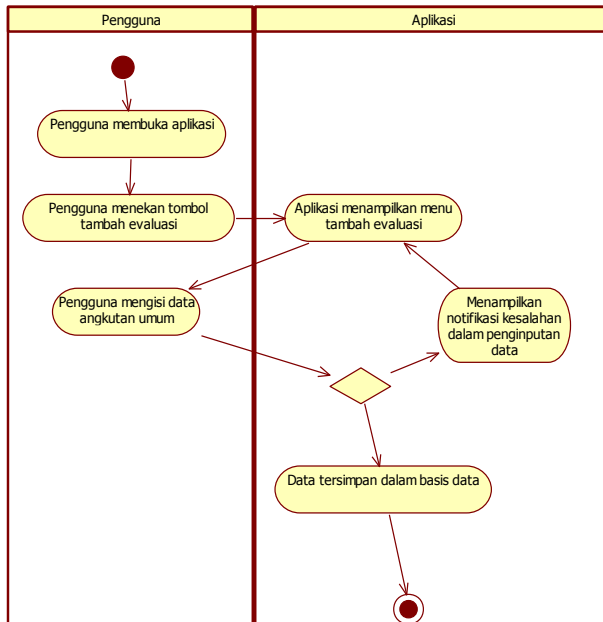 Pengguna
Aplikasi
Pengguna membuka aplikasi
Pengguna menekan tombol
tambah evaluasi
Aplikasi menampilkan menu
tambah evaluasi
Pengguna mengisi data
angkutan umum
Menampilkan
notifikasi kesalahan
dalam penginputan
data
Data tersimpan dalam basis data